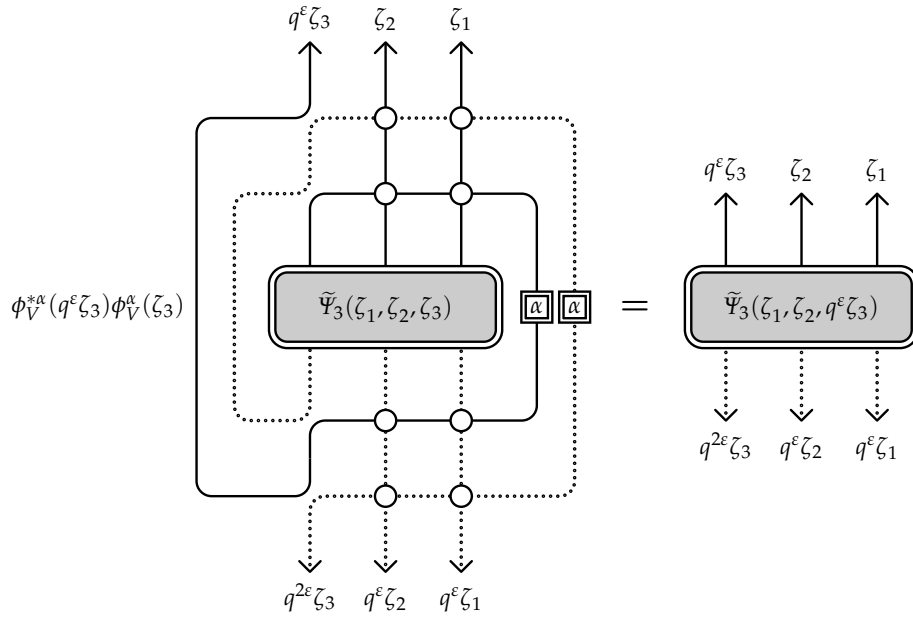 q^ε ζ_3 ζ_2 ζ_1
q^ε ζ_3 ζ_2 ζ_1
ϕ_V^{*α}(q^ε ζ_3)ϕ_V^α(ζ_3) Ψ̃_3(ζ_1, ζ_2, ζ_3) α α = Ψ̃_3(ζ_1, ζ_2, q^ε ζ_3)
q^{2ε} ζ_3 q^ε ζ_2 q^ε ζ_1
q^{2ε} ζ_3 q^ε ζ_2 q^ε ζ_1